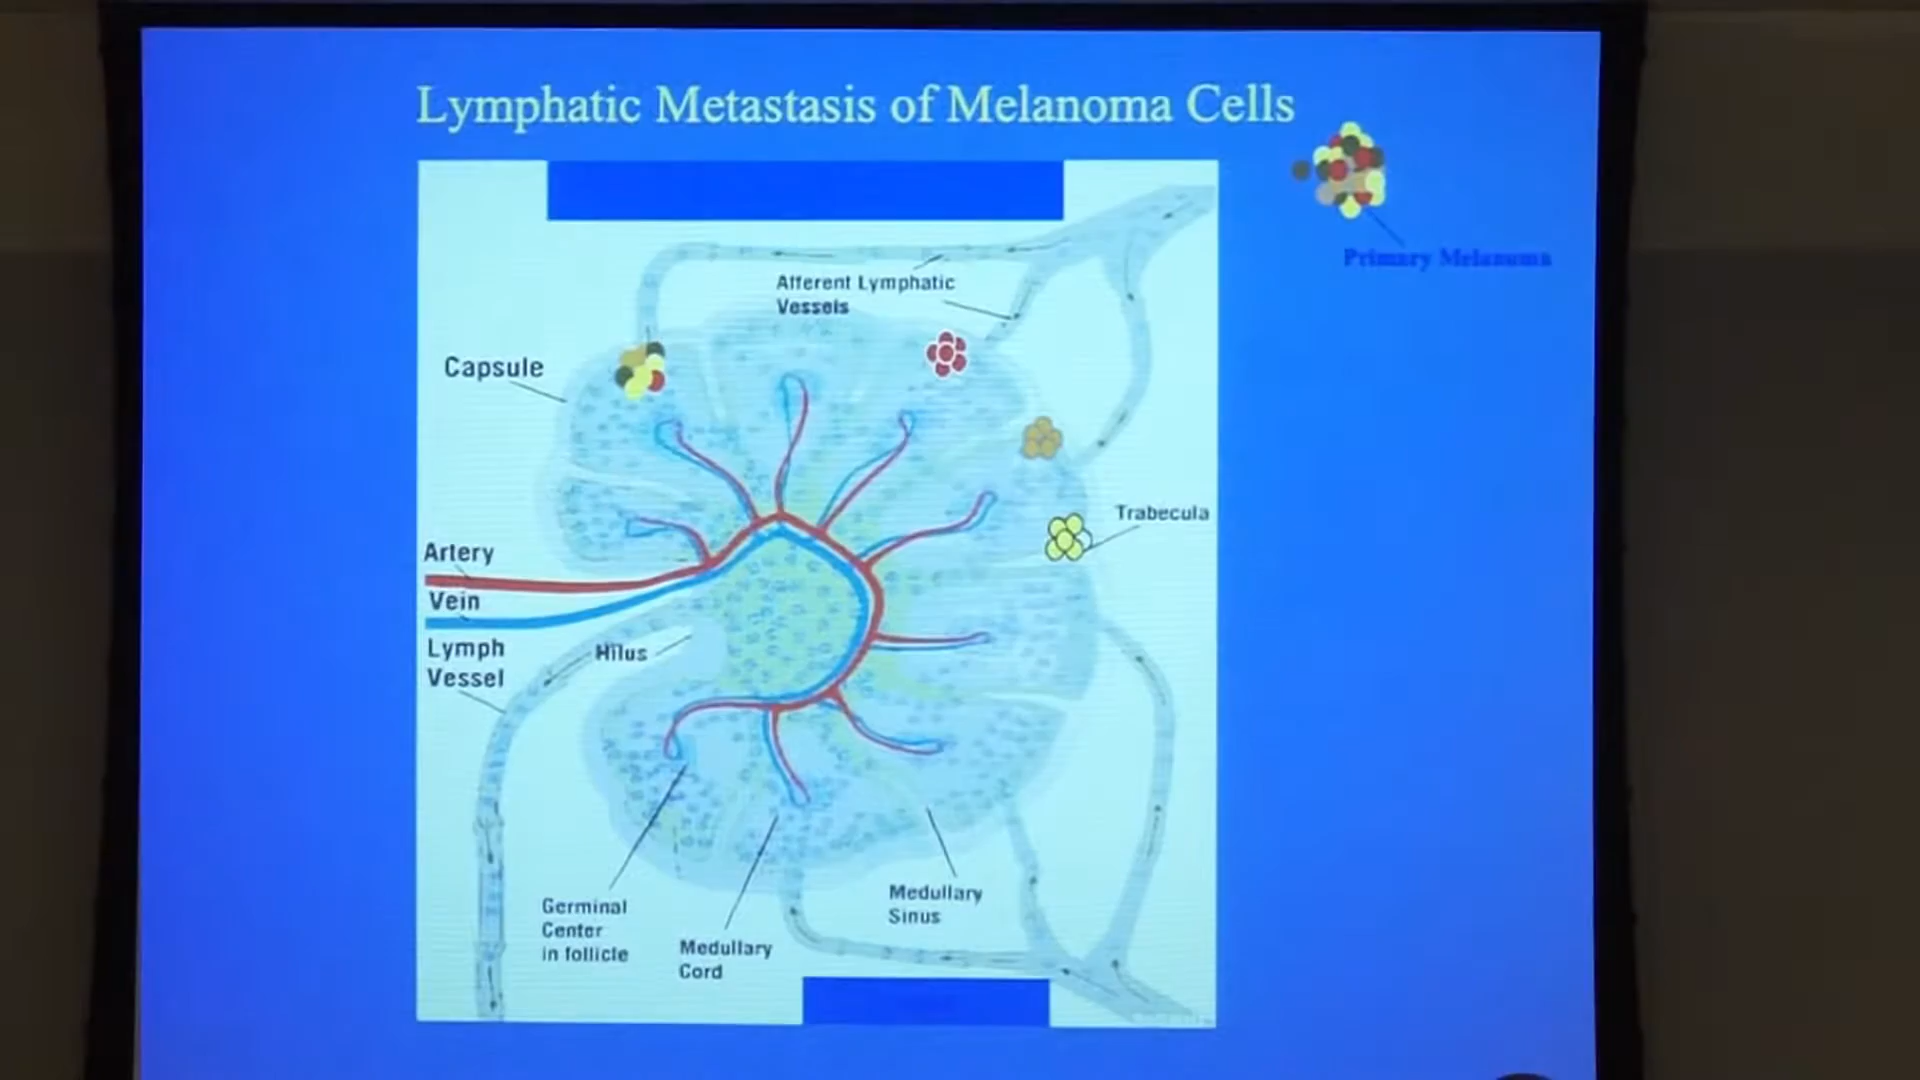 Lymphatic Metastasis of Melanoma Cells
Primary Melanoma
Afferent Lymphatic
Vessels
Capsule
Trabecula
Artery
Vein
Lymph
Vessel
Hilus
Germinal
Center
in follicle
Medullary
Cord
Medullary
Sinus